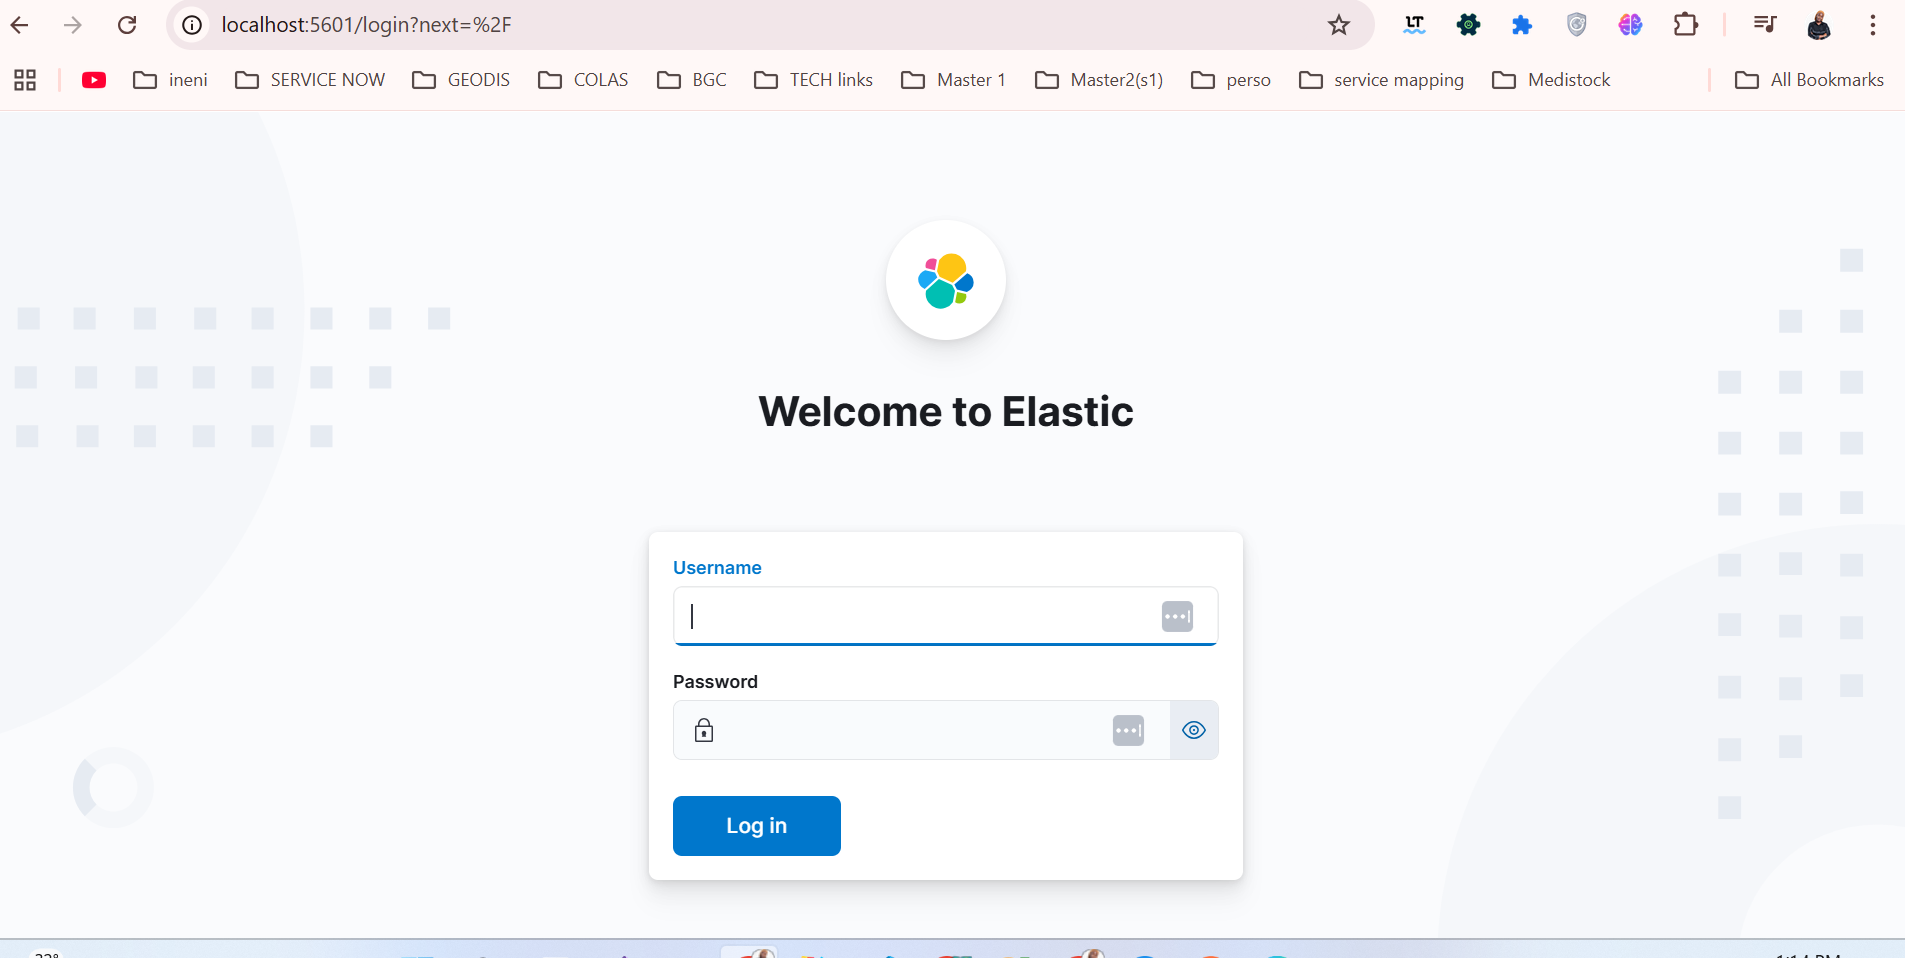 localhost:5601/login?next=%2F
LT
ineni SERVICE NOW GEODIS COLAS BGC TECH links Master 1 Master2(s1) perso service mapping Medistock All Bookmarks
Welcome to Elastic
Username
Password
Log in